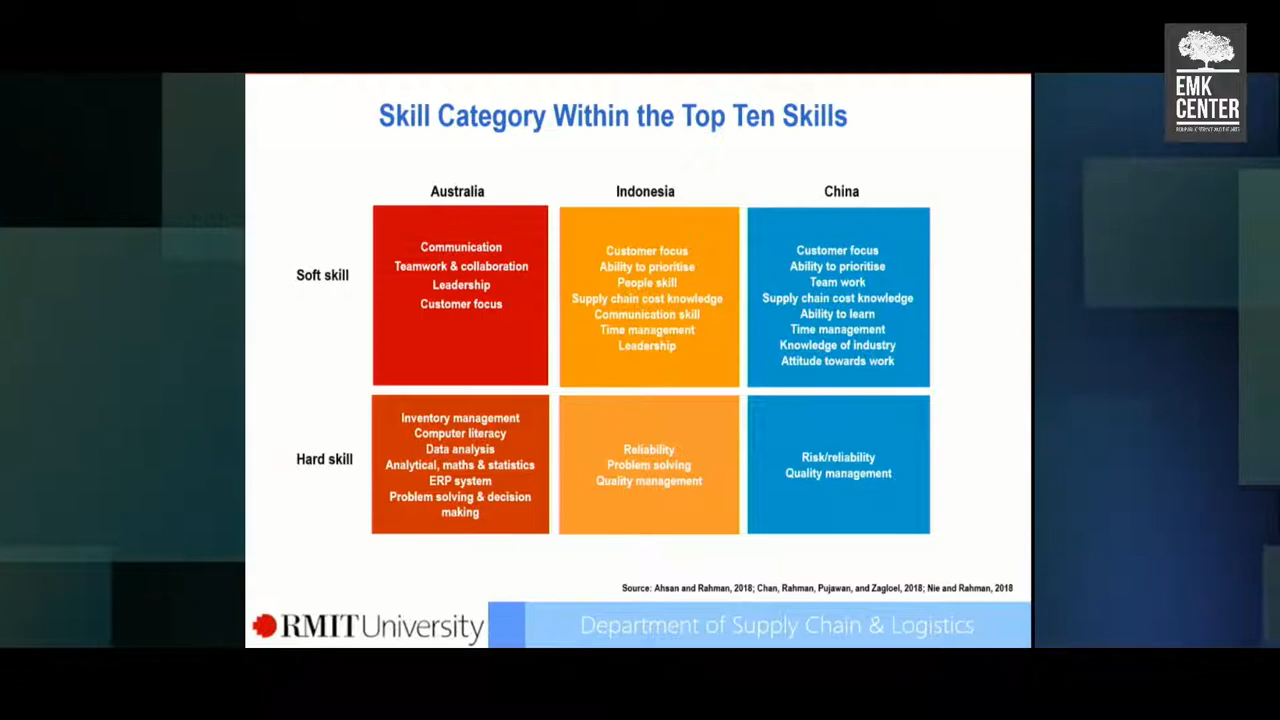 EMK
CENTER
Skill Category Within the Top Ten Skills
Australia
Indonesia
China
Soft skill
Communication
Teamwork & collaboration
Leadership
Customer focus
Customer focus
Ability to prioritise
People skill
Supply chain cost knowledge
Communication skill
Time management
Leadership
Customer focus
Ability to prioritise
Team work
Supply chain cost knowledge
Ability to learn
Time management
Knowledge of industry
Attitude towards work
Hard skill
Inventory management
Computer literacy
Data analysis
Analytical, maths & statistics
ERP system
Problem solving & decision
making
Reliability
Problem solving
Quality management
Risk/reliability
Quality management
Source: Ahsan and Rahman, 2018; Chan, Rahman, Pujawan, and Zagloel, 2018; Nie and Rahman, 2018
RMIT University
Department of Supply Chain & Logistics